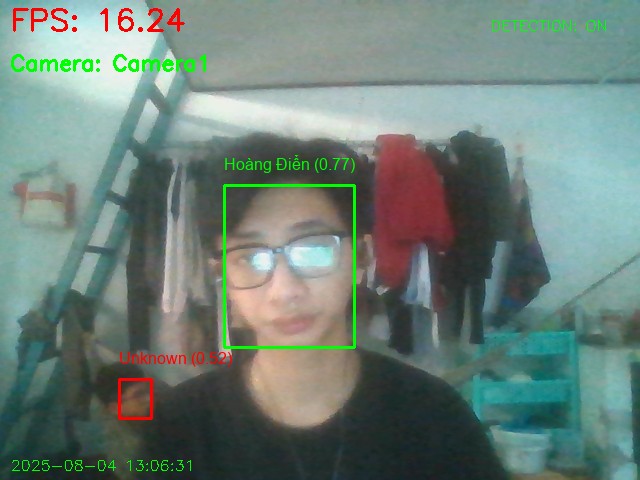 FPS: 16.24
DETECTION: ON
Camera: Camera1
Hoàng Điễn (0.77)
Unknown (0.52)
2025-08-04 13:06:31